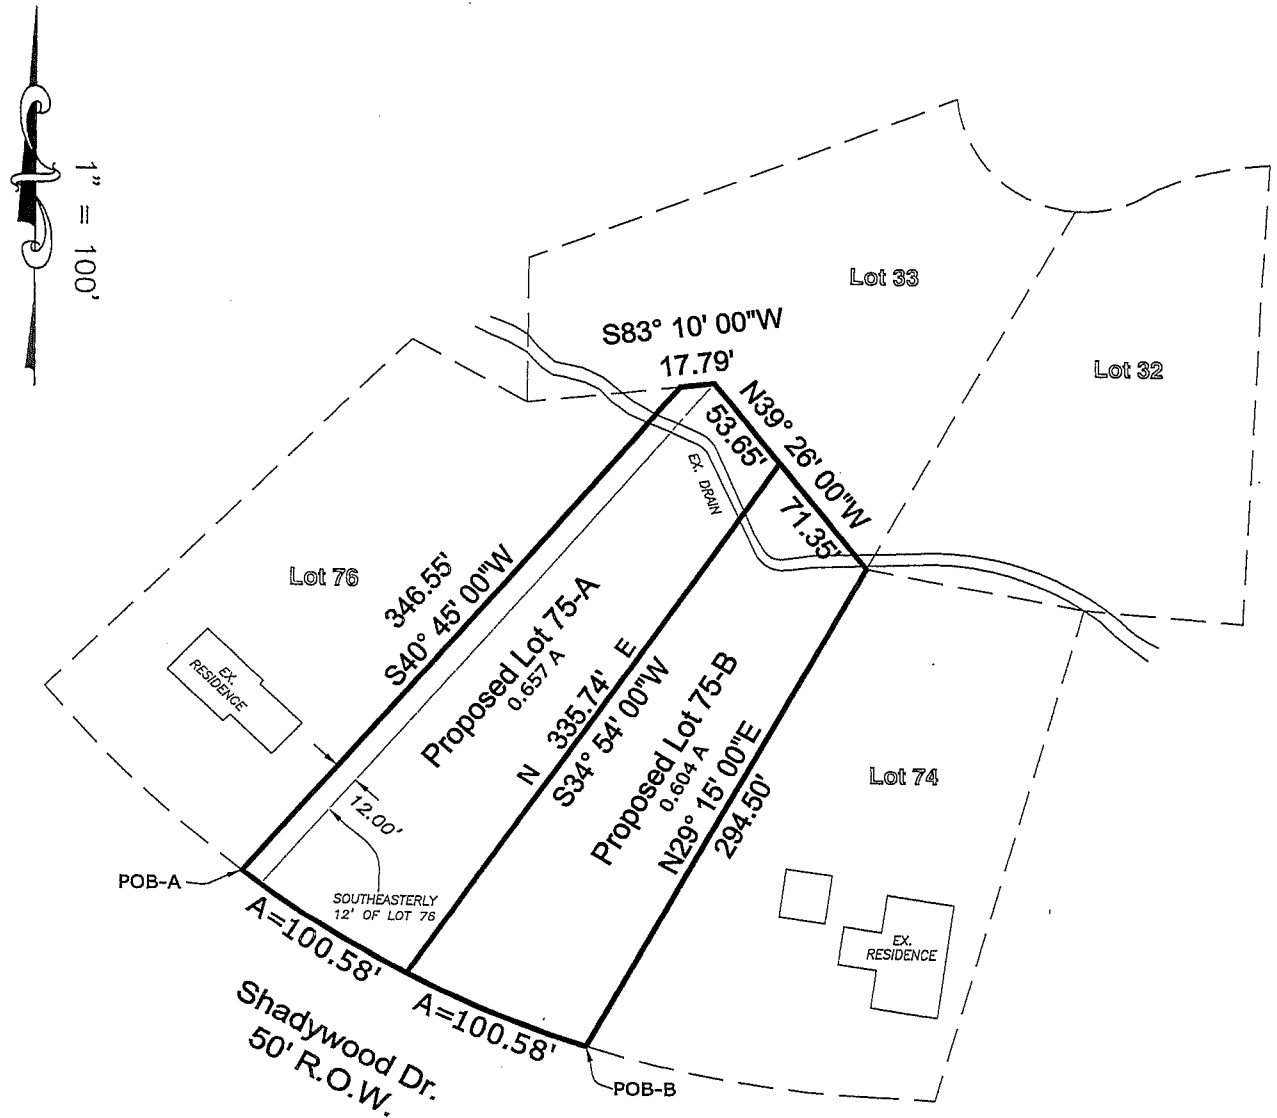 1" = 100'
Lot 33
S83° 10' 00"W
17.79'
Lot 32
N39° 26' 00"W
53.65'
71.35'
EX. DRAIN
Lot 76
346.55'
S40° 45' 00"W
EX.
RESIDENCE
Proposed Lot 75-A
0.657 A
N 335.74' E
S34° 54' 00"W
Proposed Lot 75-B
0.604 A
N29° 15' 00"E
294.50'
Lot 74
12.00'
POB-A
SOUTHEASTERLY
12' OF LOT 76
A=100.58'
A=100.58'
EX.
RESIDENCE
Shadywood Dr.
50' R.O.W.
POB-B